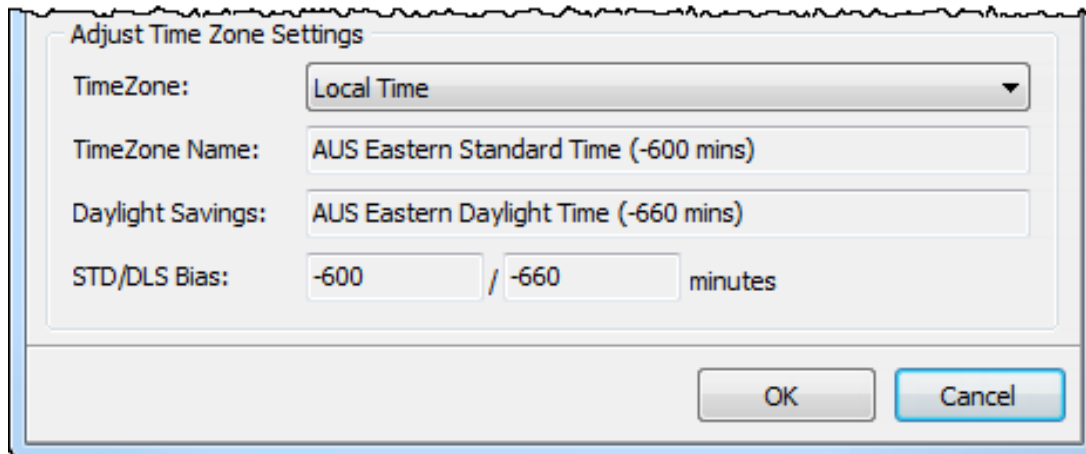 Adjust Time Zone Settings
TimeZone: Local Time
TimeZone Name: AUS Eastern Standard Time (-600 mins)
Daylight Savings: AUS Eastern Daylight Time (-660 mins)
STD/DLS Bias: -600 / -660 minutes
OK Cancel